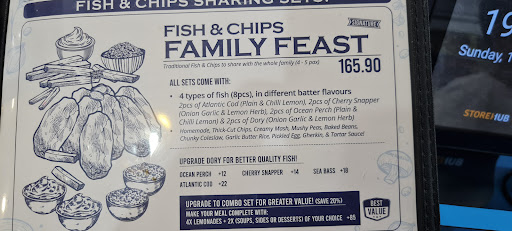 FISH & CHIPS SHARING SETS!
FISH & CHIPS
SIGNATURE
FAMILY FEAST
Traditional Fish & Chips to share with the whole family (4 - 5 pax)
165.90
ALL SETS COME WITH:
• 4 types of fish (8pcs), in different batter flavours
2pcs of Atlantic Cod (Plain & Chilli Lemon), 2pcs of Cherry Snapper
(Onion Garlic & Lemon Herb), 2pcs of Ocean Perch (Plain &
Chilli Lemon) & 2pcs of Dory (Onion Garlic & Lemon Herb)
• Homemade, Thick-Cut Chips, Creamy Mash, Mushy Peas, Baked Beans,
Chunky Coleslaw, Garlic Butter Rice, Pickled Egg, Gherkin, & Tartar Sauce
UPGRADE DORY FOR BETTER QUALITY FISH!
OCEAN PERCH +12 CHERRY SNAPPER +14 SEA BASS +18
ATLANTIC COD +22
UPGRADE TO COMBO SET FOR GREATER VALUE! (SAVE 20%)
MAKE YOUR MEAL COMPLETE WITH:
4X LEMONADES + 2X (SOUPS, SIDES OR DESSERTS) OF YOUR CHOICE +85
BEST
VALUE
19
Sunday, 1
STOREHUB
HUB